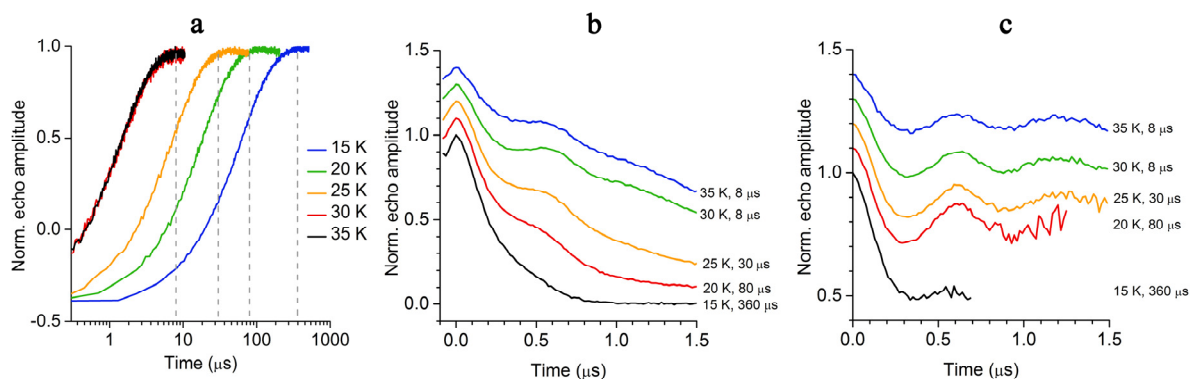 a
Norm. echo amplitude
1.0
0.5
0.0
-0.5
1
10
100
1000
Time (μs)
15 K
20 K
25 K
30 K
35 K
b
Norm. echo amplitude
1.5
1.0
0.5
0.0
0.0
0.5
1.0
1.5
Time (μs)
35 K, 8 μs
30 K, 8 μs
25 K, 30 μs
20 K, 80 μs
15 K, 360 μs
c
Norm. echo amplitude
1.5
1.0
0.5
0.0
0.5
1.0
1.5
Time (μs)
35 K, 8 μs
30 K, 8 μs
25 K, 30 μs
20 K, 80 μs
15 K, 360 μs